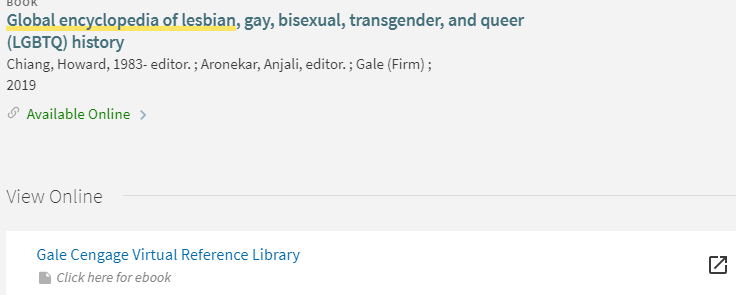 BOOK
Global encyclopedia of lesbian, gay, bisexual, transgender, and queer
(LGBTQ) history
Chiang, Howard, 1983- editor. ; Aronekar, Anjali, editor. ; Gale (Firm) ;
2019
Available Online
View Online
Gale Cengage Virtual Reference Library
Click here for ebook